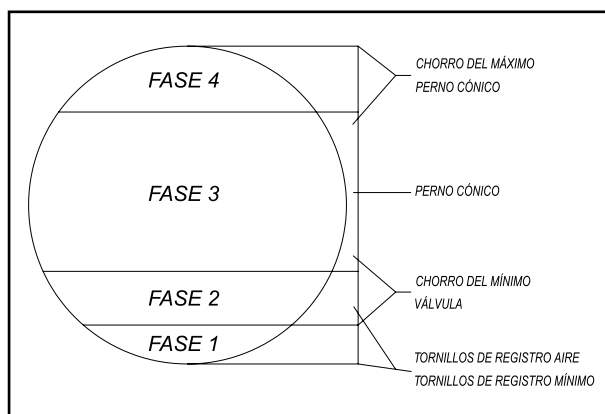 FASE 4
FASE 3
FASE 2
FASE 1
CHORRO DEL MÁXIMO
PERNO CÓNICO
PERNO CÓNICO
CHORRO DEL MÍNIMO
VÁLVULA
TORNILLOS DE REGISTRO AIRE
TORNILLOS DE REGISTRO MÍNIMO